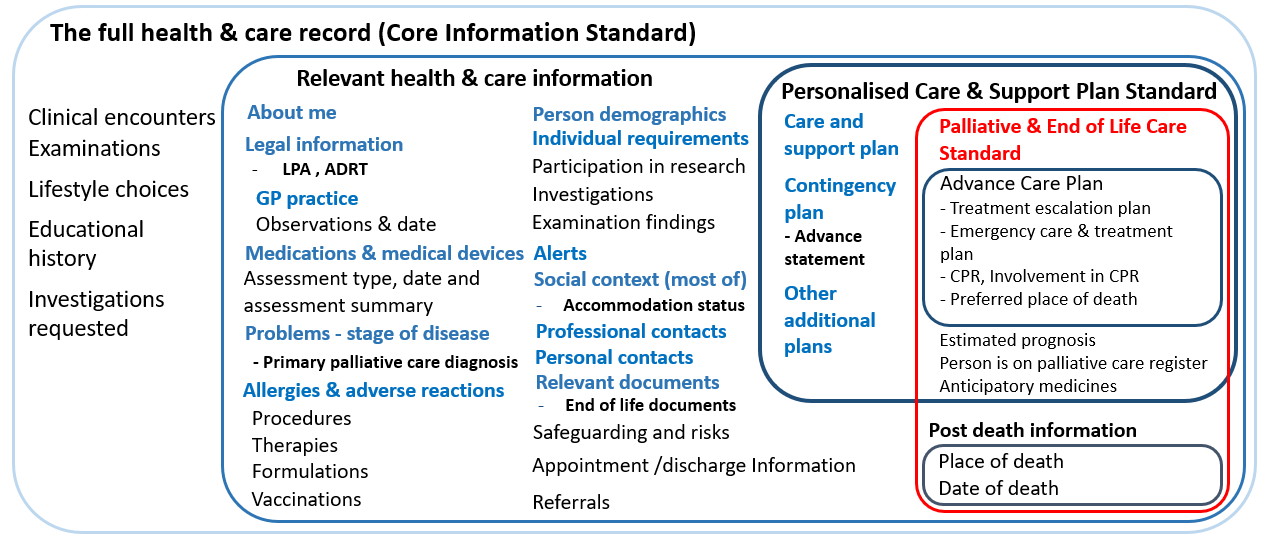 The full health & care record (Core Information Standard)
Clinical encounters
Examinations
Lifestyle choices
Educational
history
Investigations
requested
Relevant health & care information
About me
Legal information
- LPA , ADRT
GP practice
Observations & date
Medications & medical devices
Assessment type, date and
assessment summary
Problems - stage of disease
- Primary palliative care diagnosis
Allergies & adverse reactions
Procedures
Therapies
Formulations
Vaccinations
Person demographics
Individual requirements
Participation in research
Investigations
Examination findings
Alerts
Social context (most of)
- Accommodation status
Professional contacts
Personal contacts
Relevant documents
- End of life documents
Safeguarding and risks
Appointment /discharge Information
Referrals
Personalised Care & Support Plan Standard
Care and
support plan
Contingency
plan
- Advance
statement
Other
additional
plans
Palliative & End of Life Care
Standard
Advance Care Plan
- Treatment escalation plan
- Emergency care & treatment
plan
- CPR, Involvement in CPR
- Preferred place of death
Estimated prognosis
Person is on palliative care register
Anticipatory medicines
Post death information
Place of death
Date of death